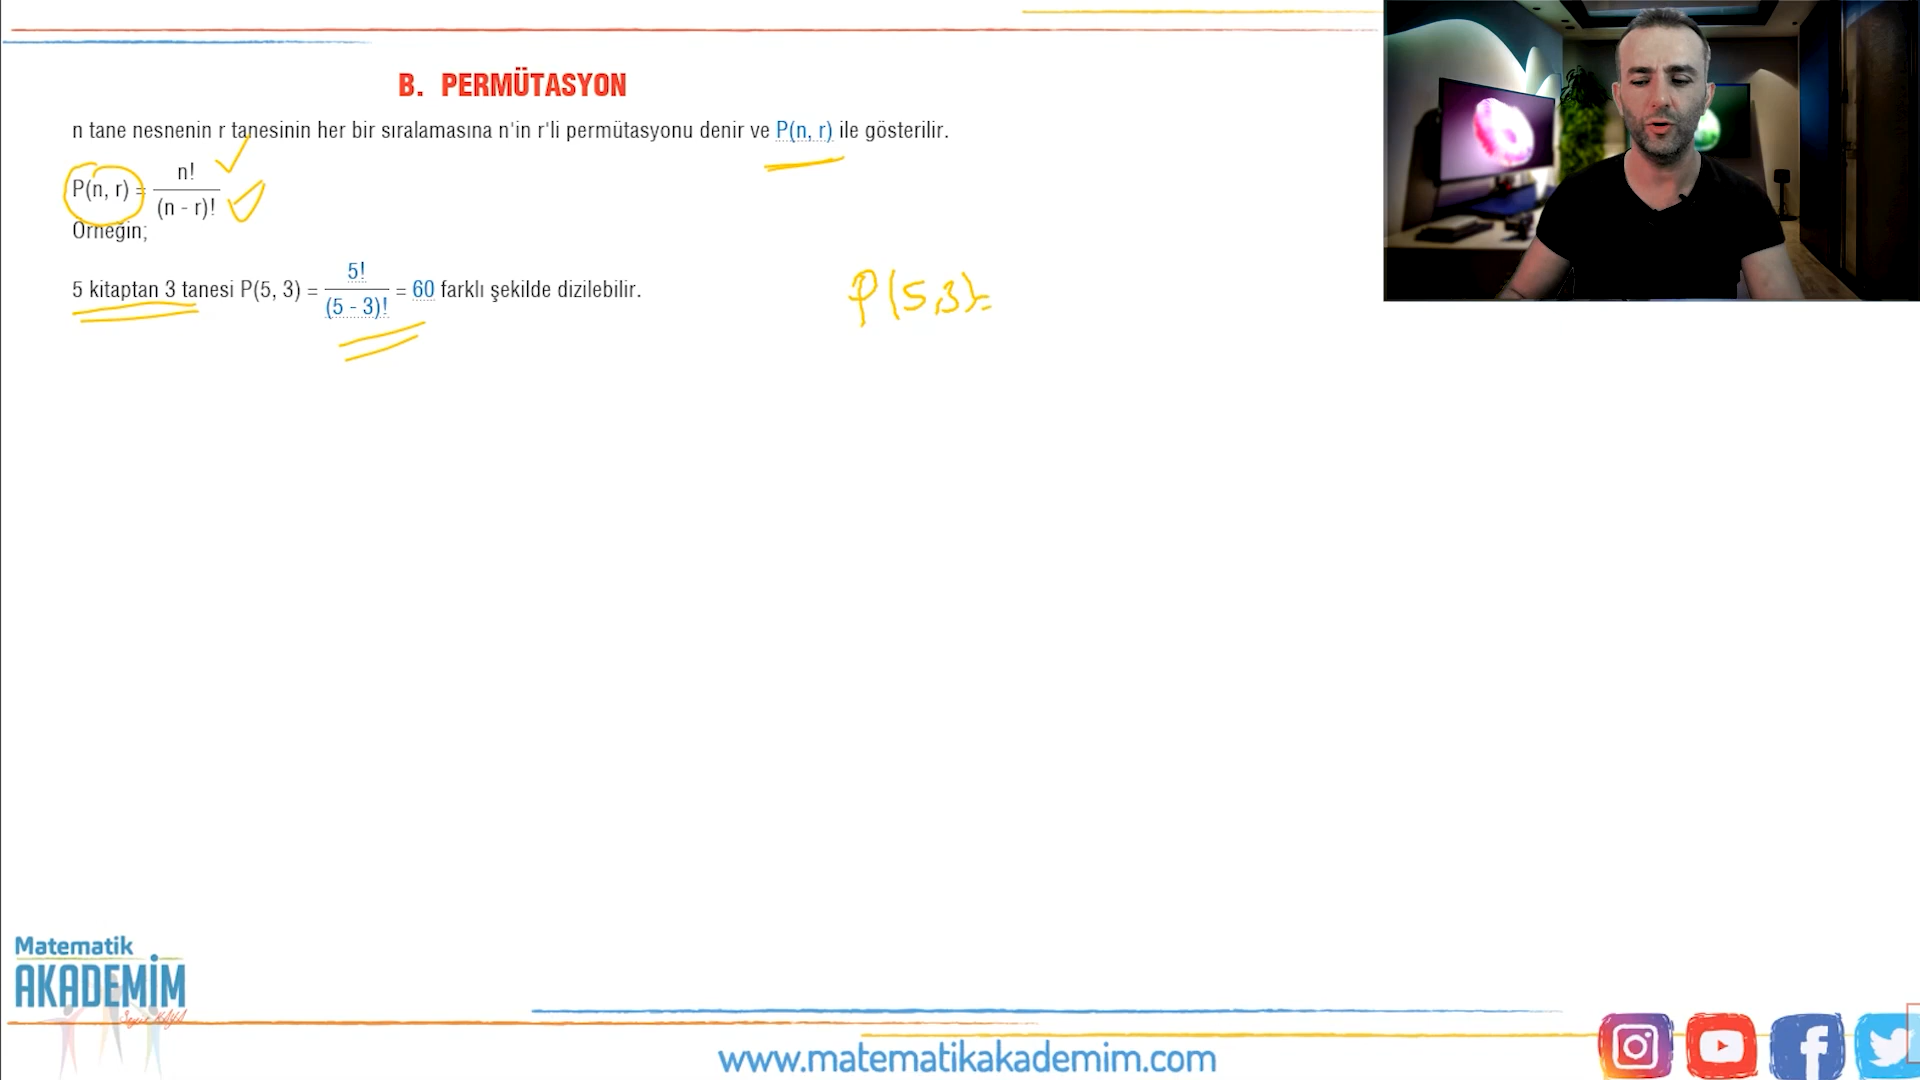 B. PERMÜTASYON
n tane nesnenin r tanesinin her bir sıralamasına n'in r'li permütasyonu denir ve P(n, r) ile gösterilir.
P(n, r) = n! / (n - r)!
Örneğin;
5 kitaptan 3 tanesi P(5, 3) = 5! / (5 - 3)! = 60 farklı şekilde dizilebilir.
P(5,3)=
Matematik
AKADEMİM
www.matematikakademim.com